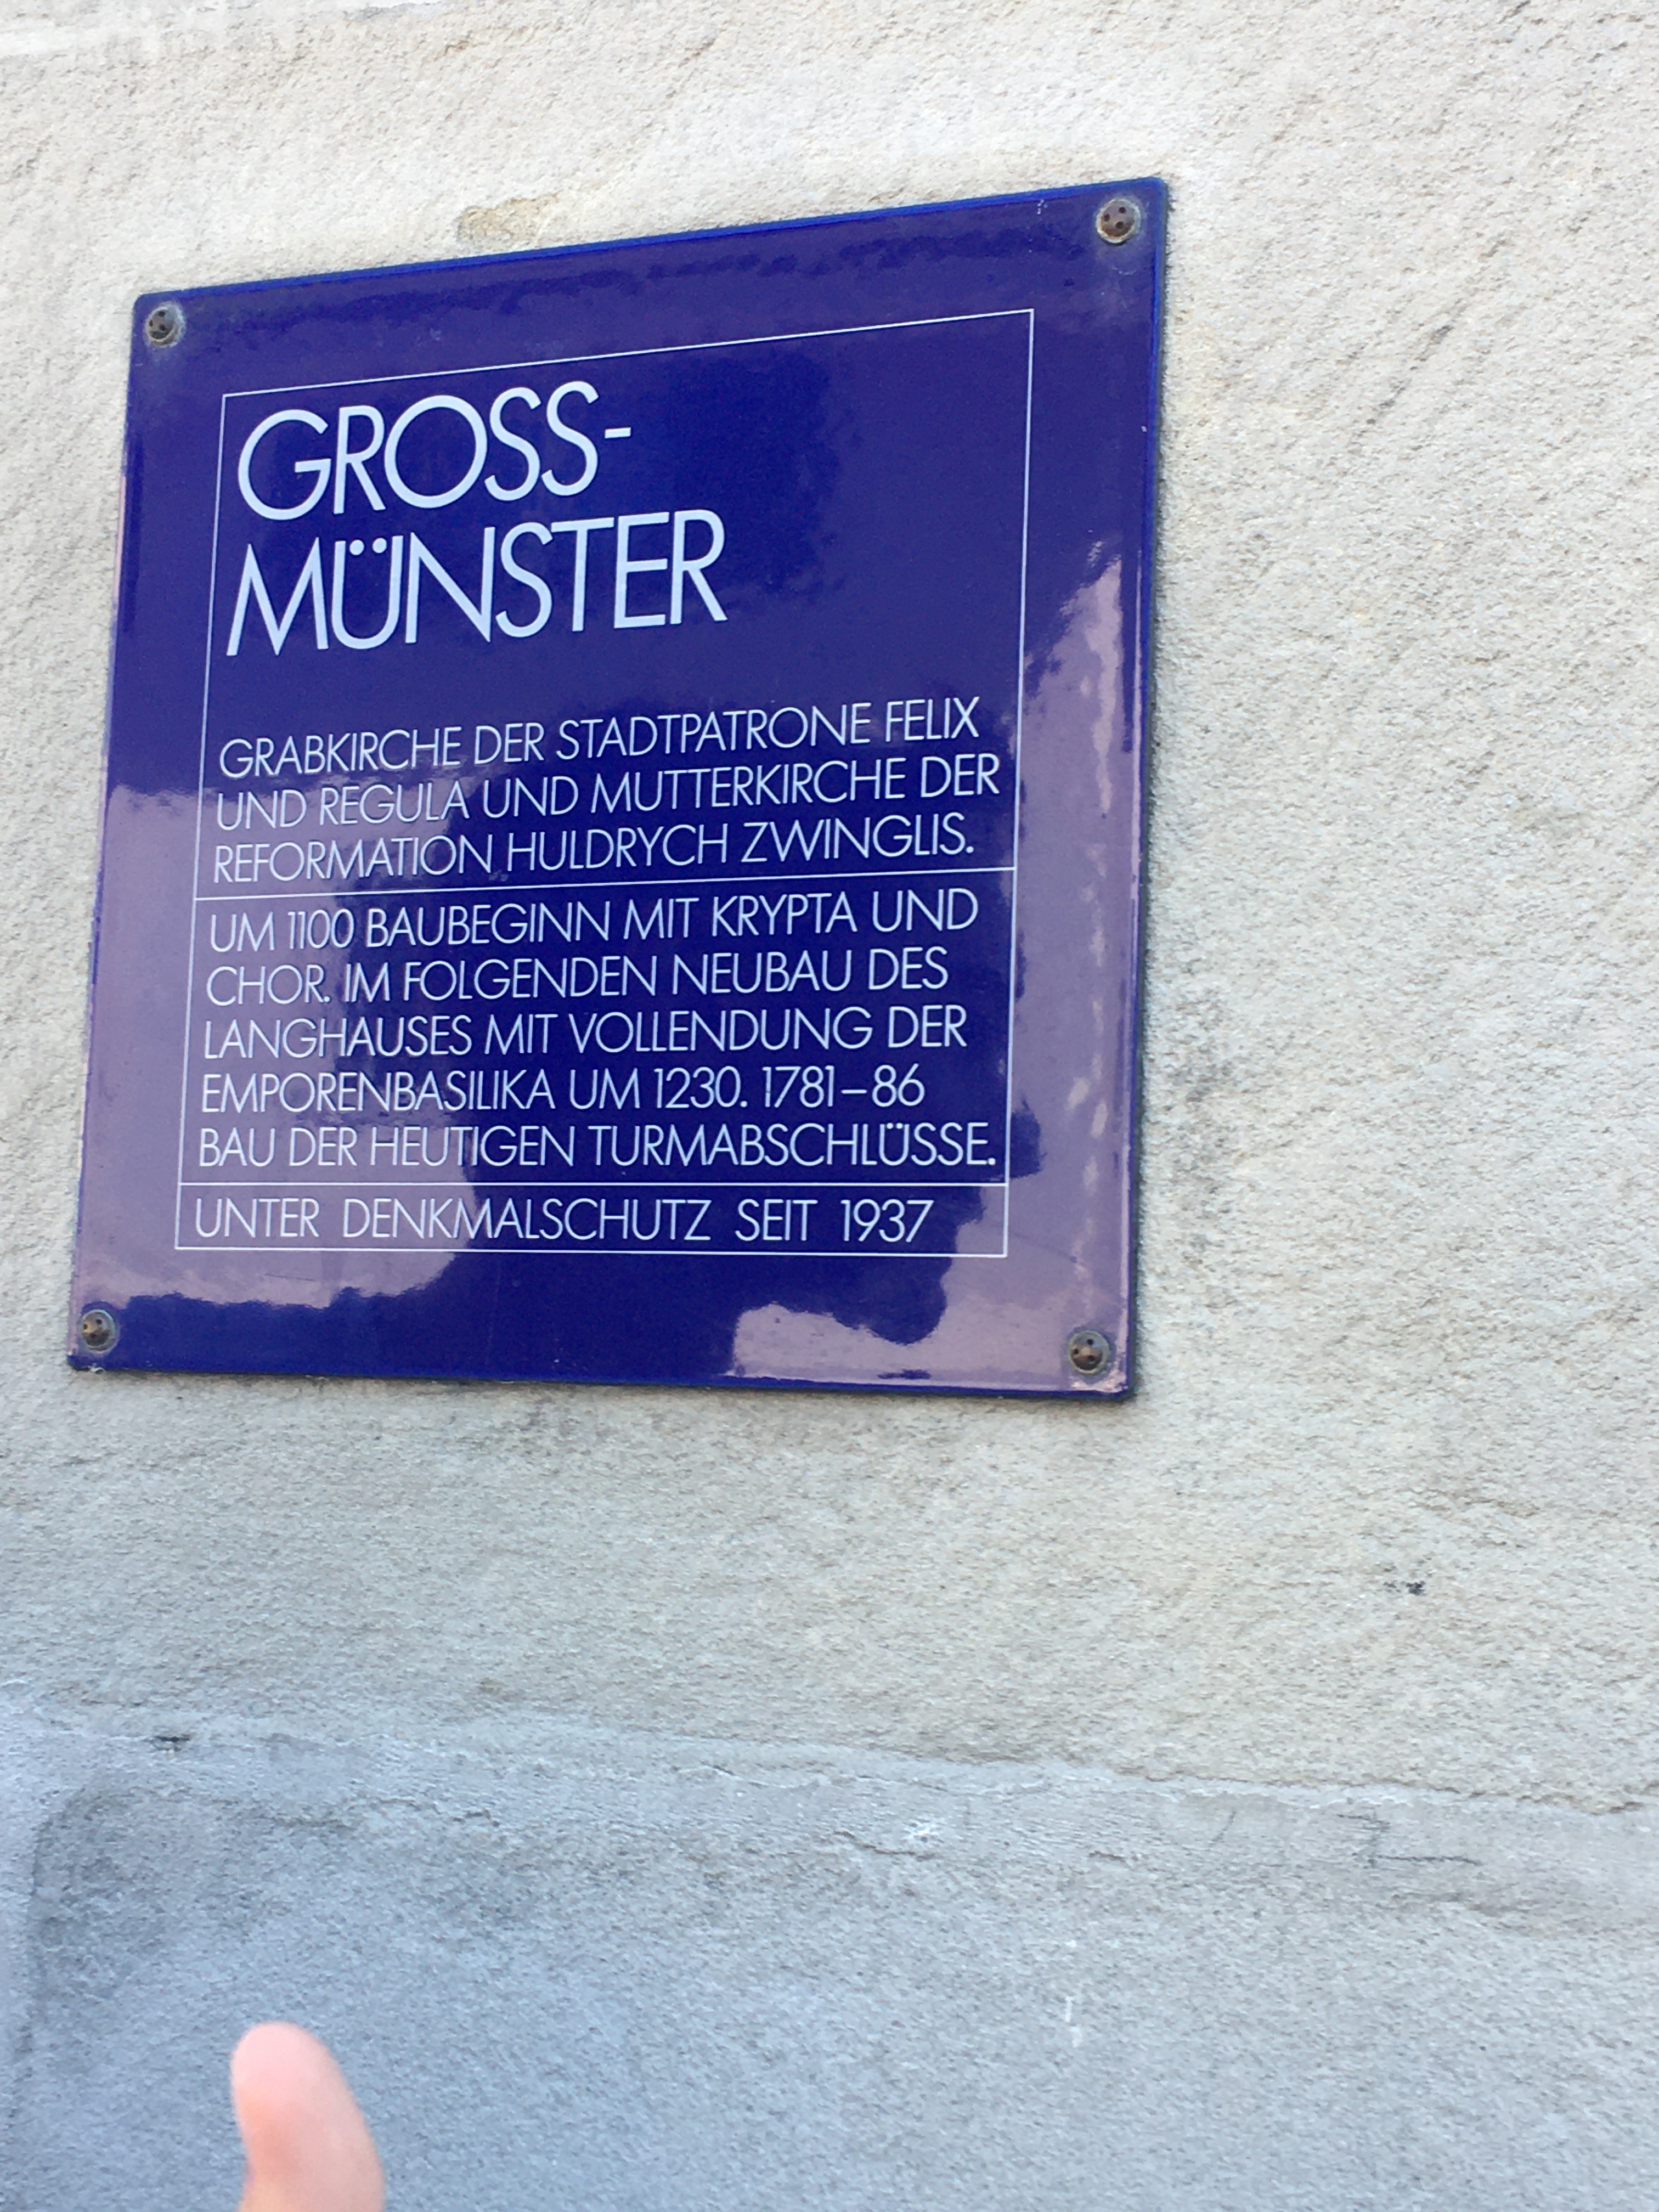 GROSS-
MÜNSTER
GRABKIRCHE DER STADTPATRONE FELIX
UND REGULA UND MUTTERKIRCHE DER
REFORMATION HULDRYCH ZWINGLIS.
UM 1100 BAUBEGINN MIT KRYPTA UND
CHOR. IM FOLGENDEN NEUBAU DES
LANGHAUSES MIT VOLLENDUNG DER
EMPORENBASILIKA UM 1230. 1781–86
BAU DER HEUTIGEN TURMABSCHLÜSSE.
UNTER DENKMALSCHUTZ SEIT 1937